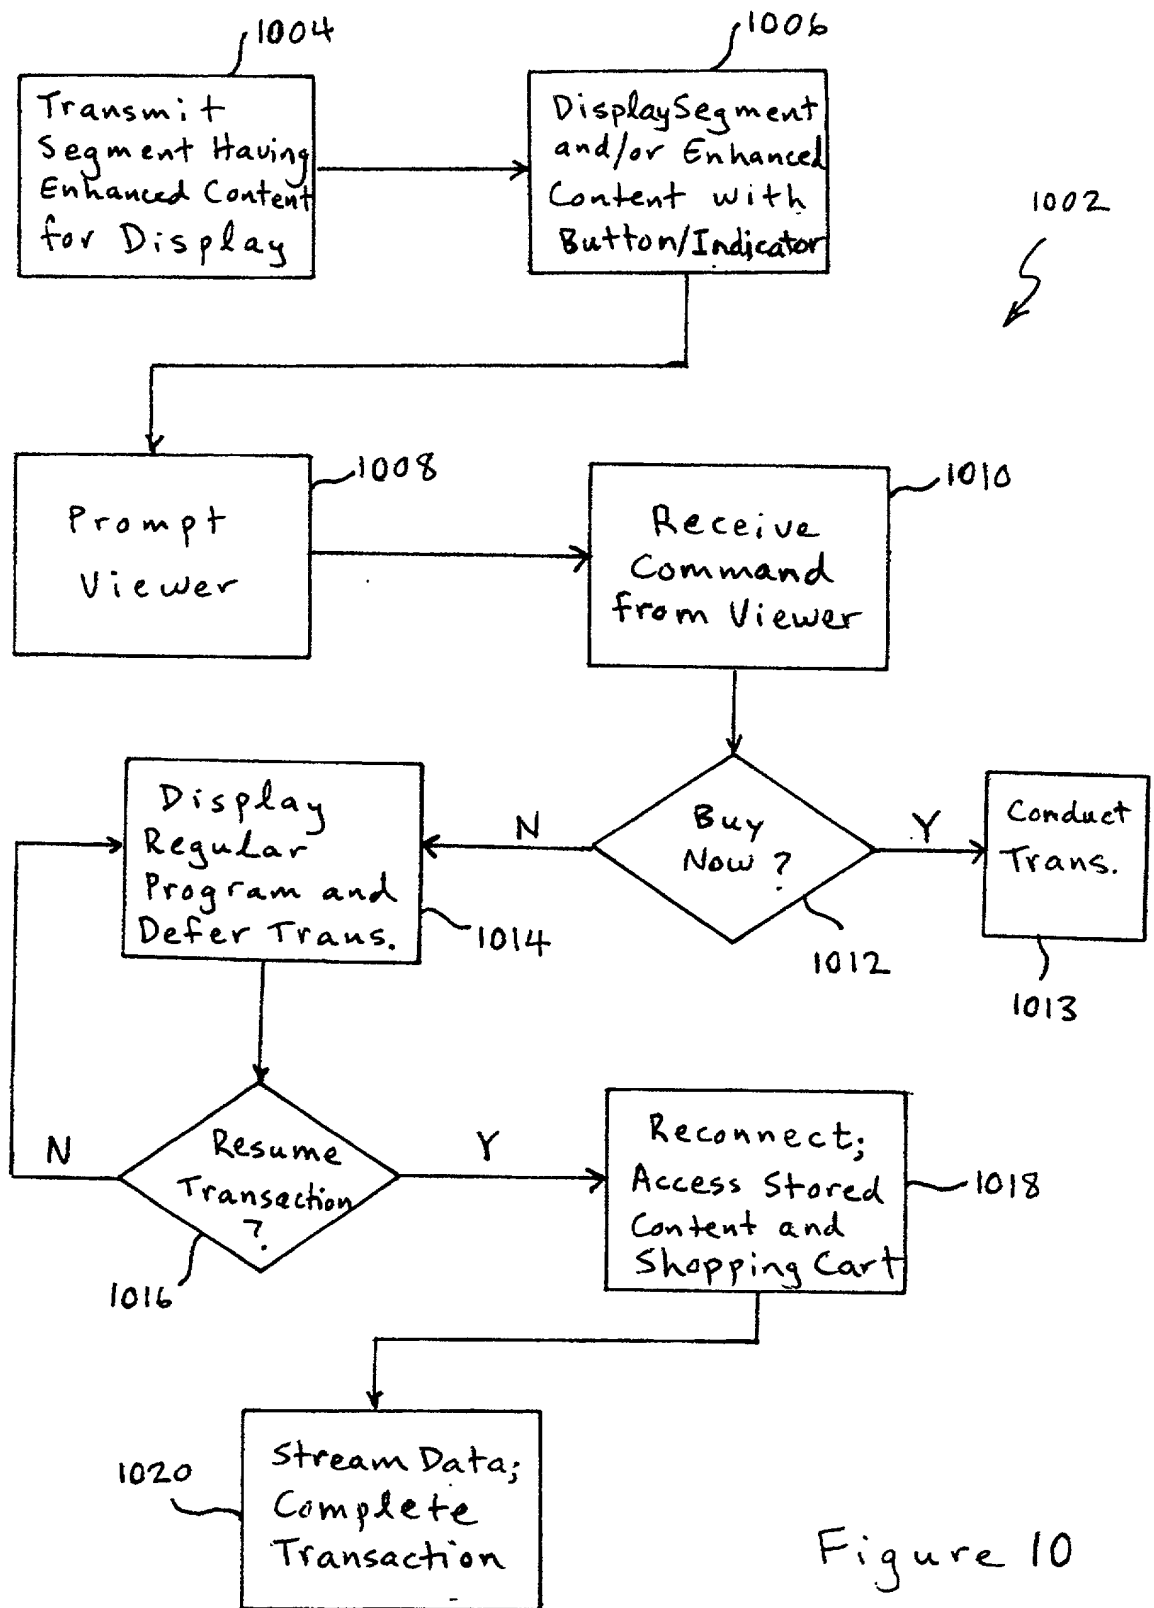 1004
Transmit
Segment Having
Enhanced Content
for Display
1006
Display Segment
and/or Enhanced
Content with
Button/Indicator
1002
1008
Prompt
Viewer
1010
Receive
Command
from Viewer
Display
Regular
Program and
Defer Trans.
1014
N
Buy
Now?
1012
Y
Conduct
Trans.
1013
N
Resume
Transaction
?
1016
Y
Reconnect;
Access Stored
Content and
Shopping Cart
1018
1020
Stream Data;
Complete
Transaction
Figure 10